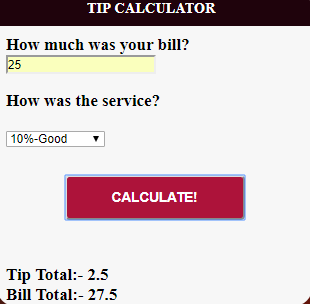 TIP CALCULATOR
How much was your bill?
25
How was the service?
10%-Good
CALCULATE!
Tip Total:- 2.5
Bill Total:- 27.5